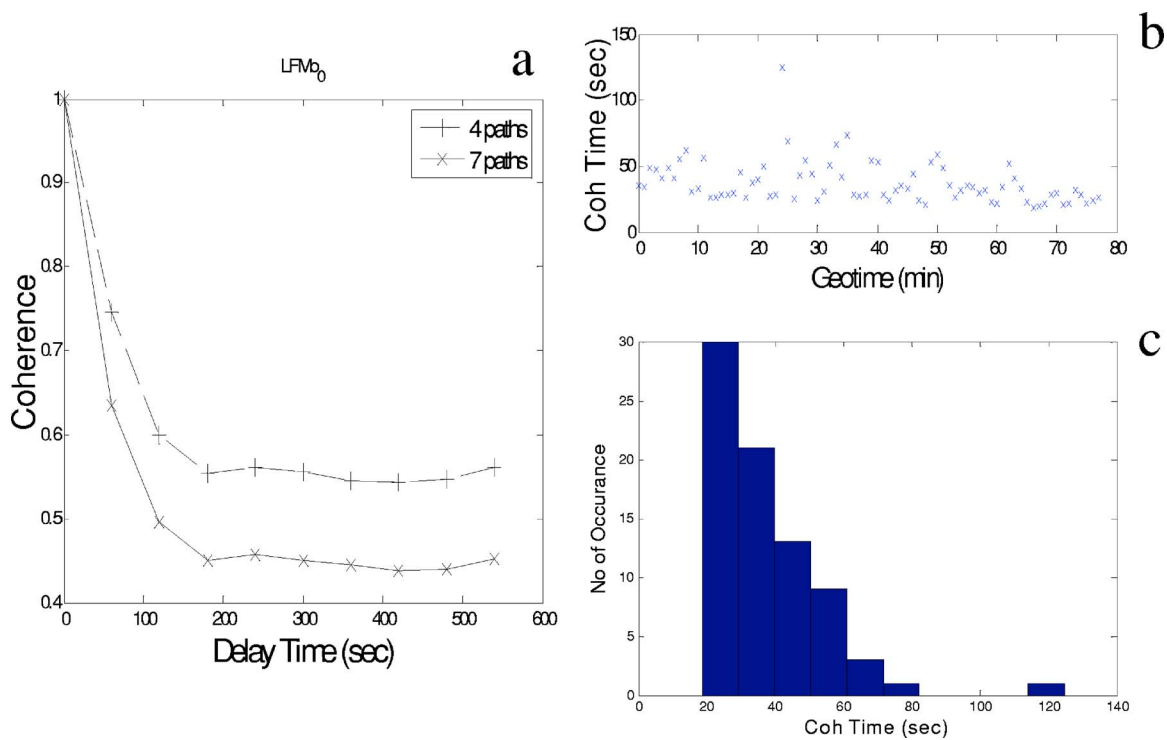 a
LFMb0
4 paths
7 paths
1
0.9
0.8
0.7
0.6
0.5
0.4
Coherence
0 100 200 300 400 500 600
Delay Time (sec)
b
150
100
50
0
Coh Time (sec)
0 10 20 30 40 50 60 70 80
Geotime (min)
c
30
25
20
15
10
5
0
No of Occurance
0 20 40 60 80 100 120 140
Coh Time (sec)